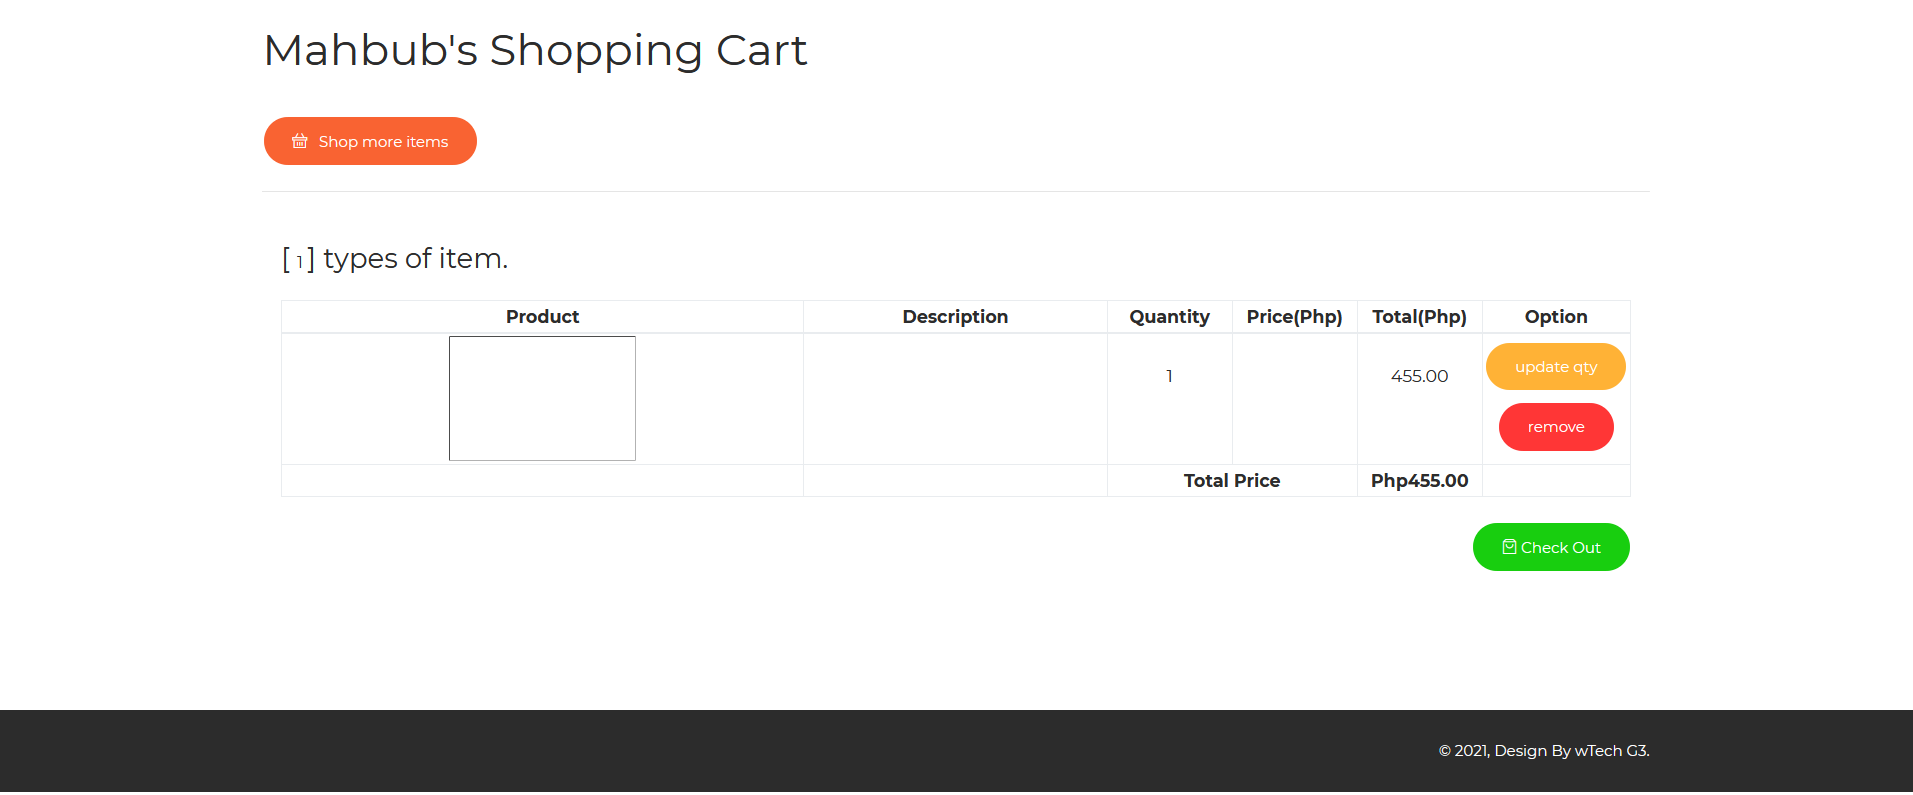 Mahbub's Shopping Cart
Shop more items
[ 1 ] types of item.
Product Description Quantity Price(Php) Total(Php) Option
1 455.00 update qty
remove
Total Price Php455.00
Check Out
© 2021, Design By wTech G3.